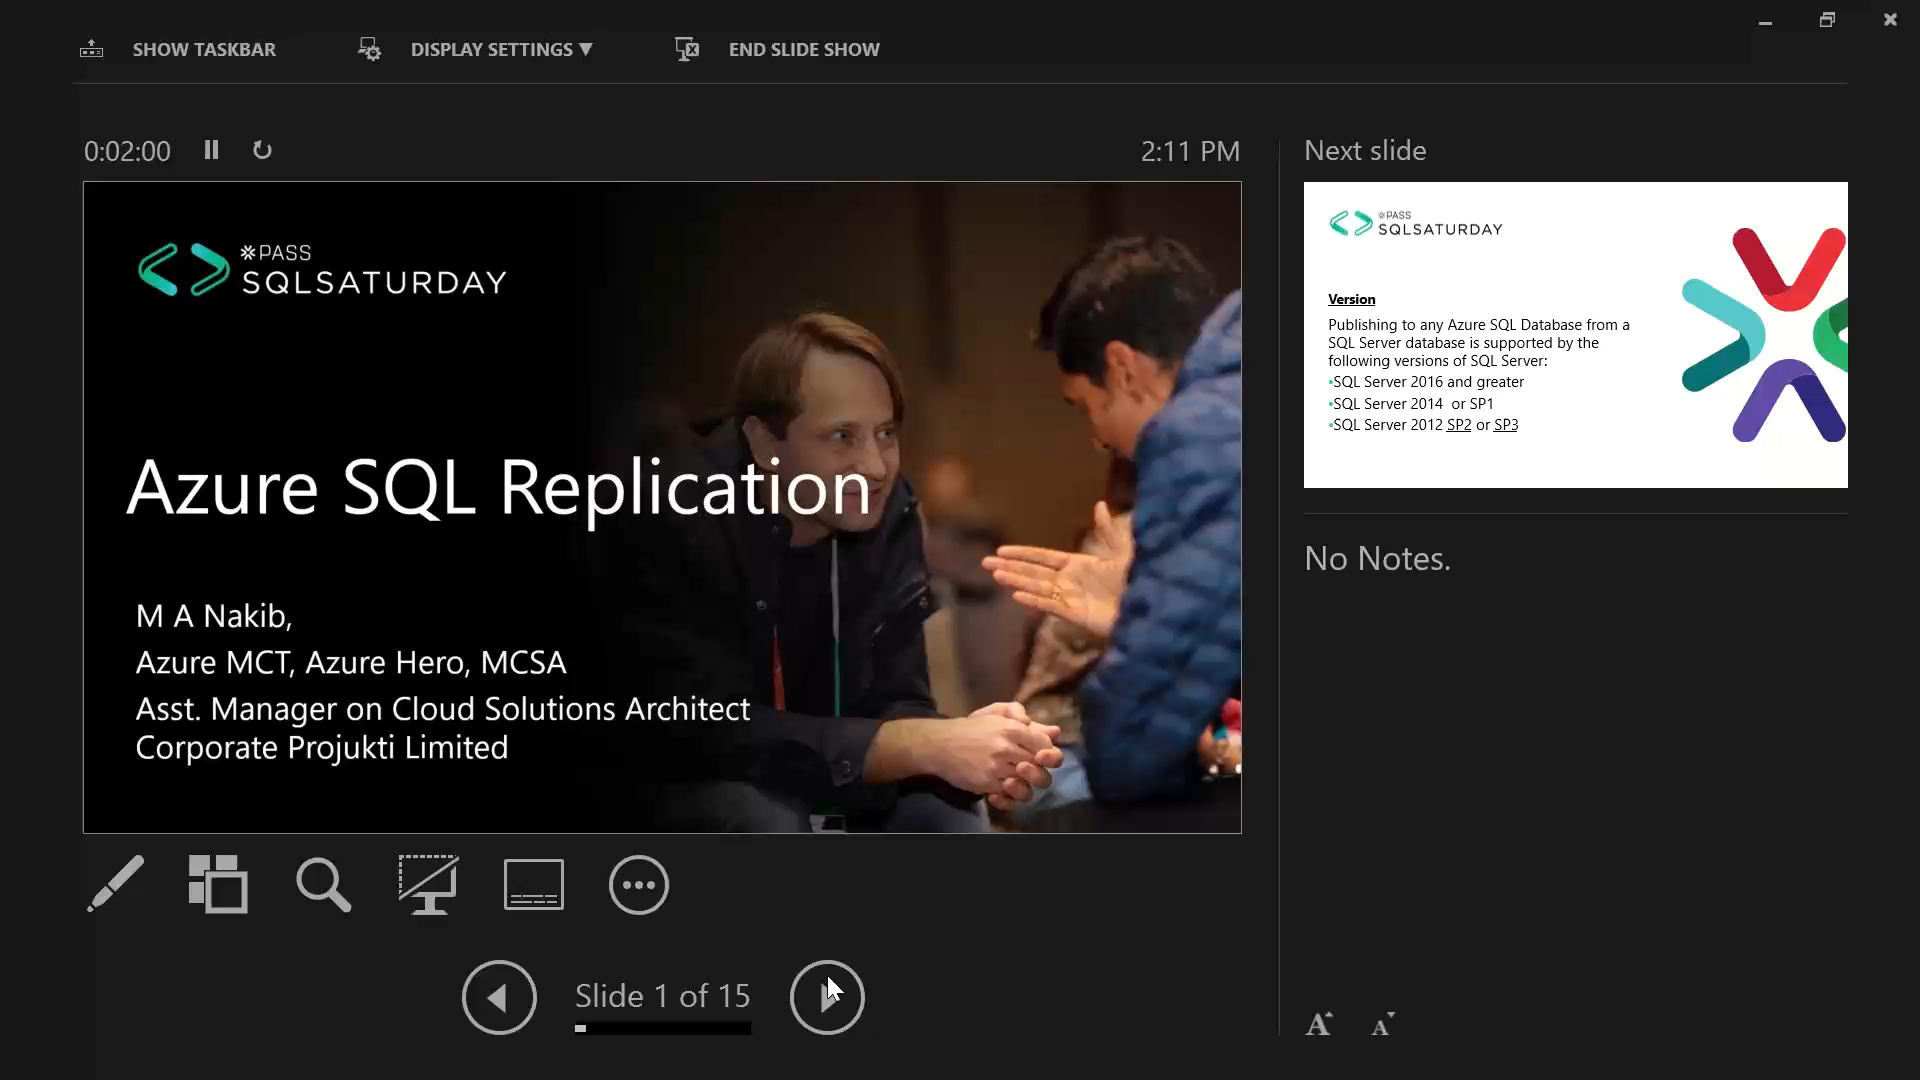 SHOW TASKBAR
DISPLAY SETTINGS ▼
END SLIDE SHOW
0:02:00
2:11 PM
PASS
SQLSATURDAY
Azure SQL Replication
M A Nakib,
Azure MCT, Azure Hero, MCSA
Asst. Manager on Cloud Solutions Architect
Corporate Projukti Limited
Slide 1 of 15
Next slide
PASS
SQLSATURDAY
Version
Publishing to any Azure SQL Database from a
SQL Server database is supported by the
following versions of SQL Server:
•SQL Server 2016 and greater
•SQL Server 2014 or SP1
•SQL Server 2012 SP2 or SP3
No Notes.
A A